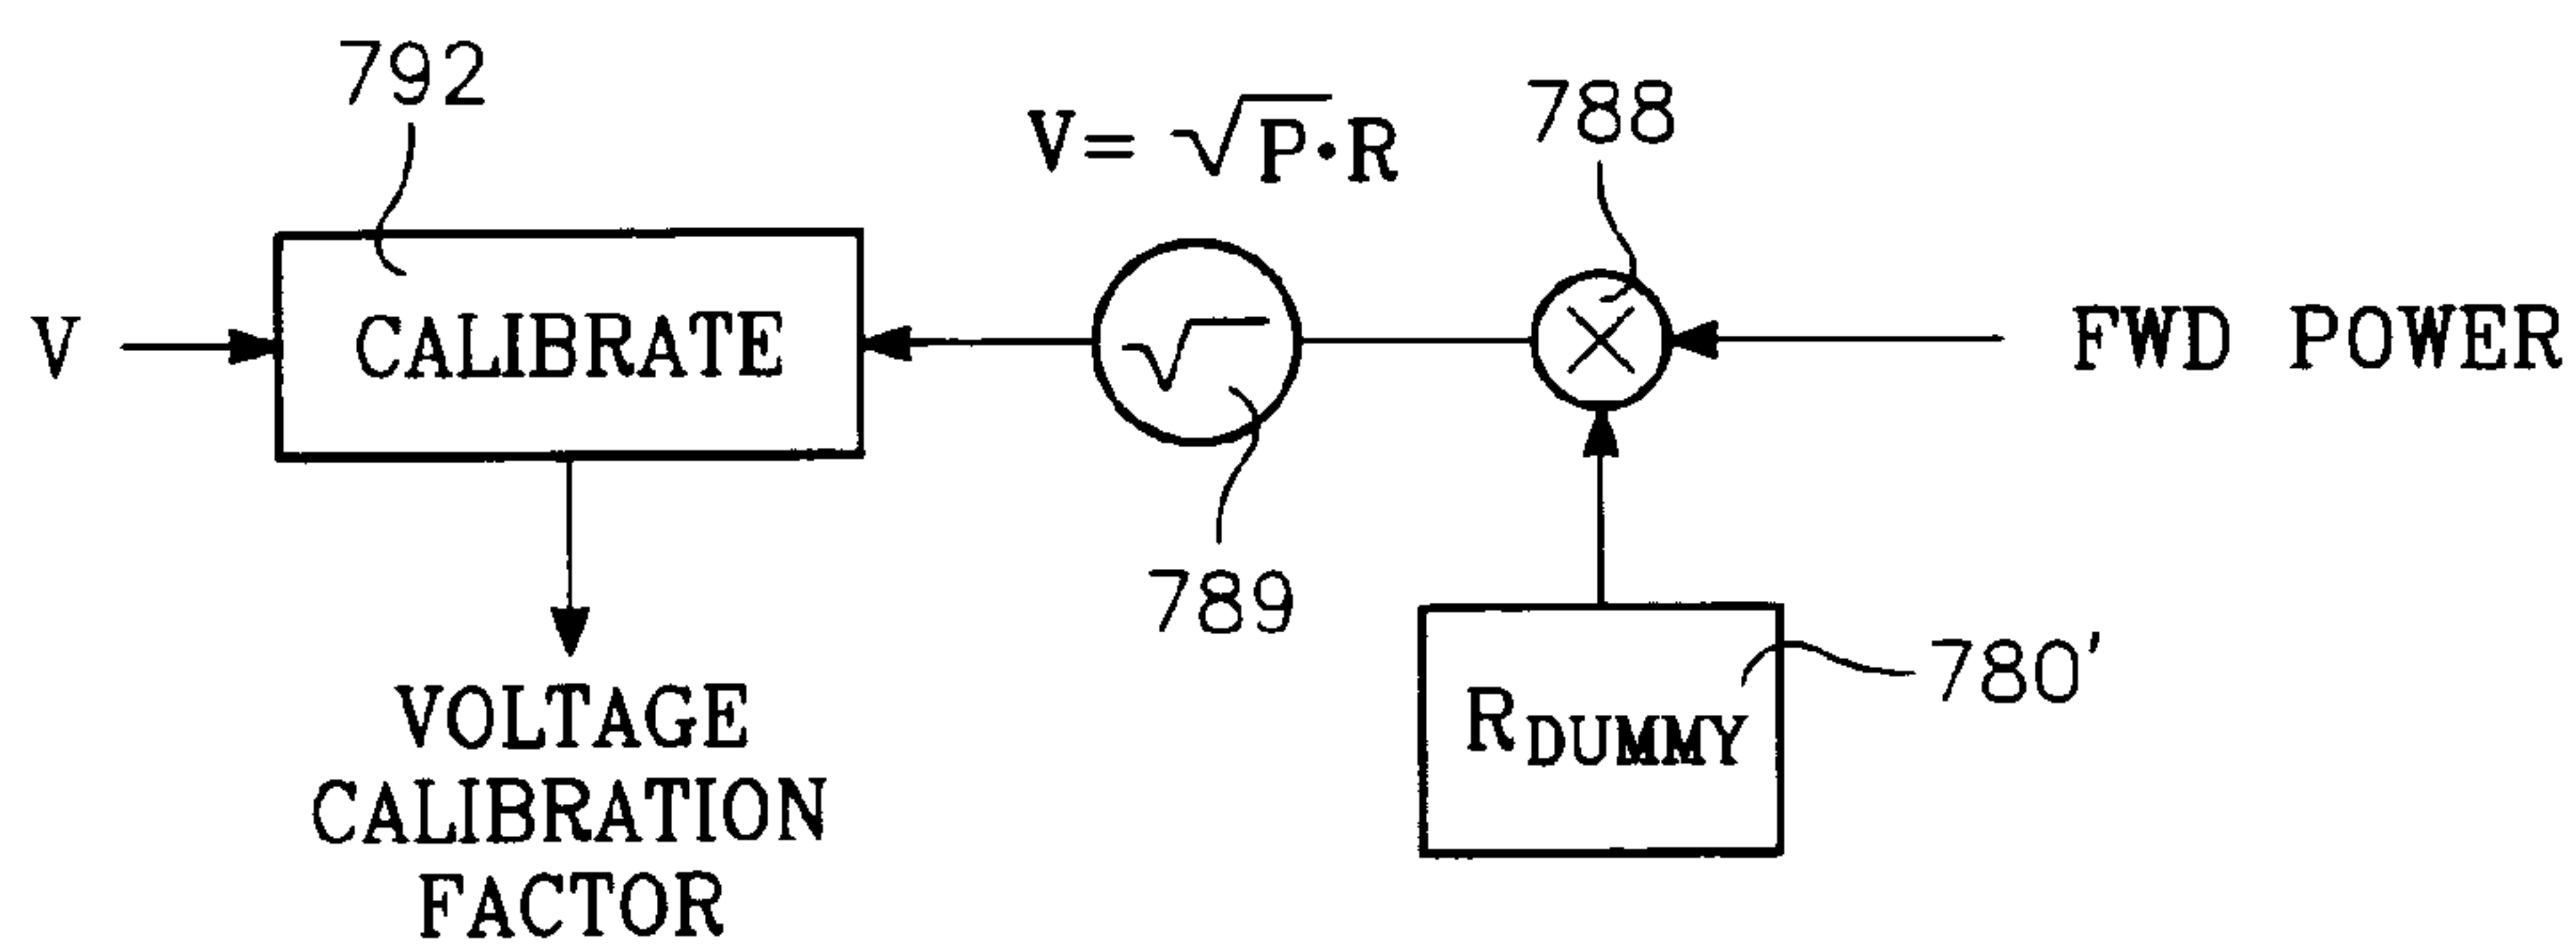 792
V= √P·R
788
V
CALIBRATE
√
×
FWD POWER
789
RDUMMY
780'
VOLTAGE
CALIBRATION
FACTOR